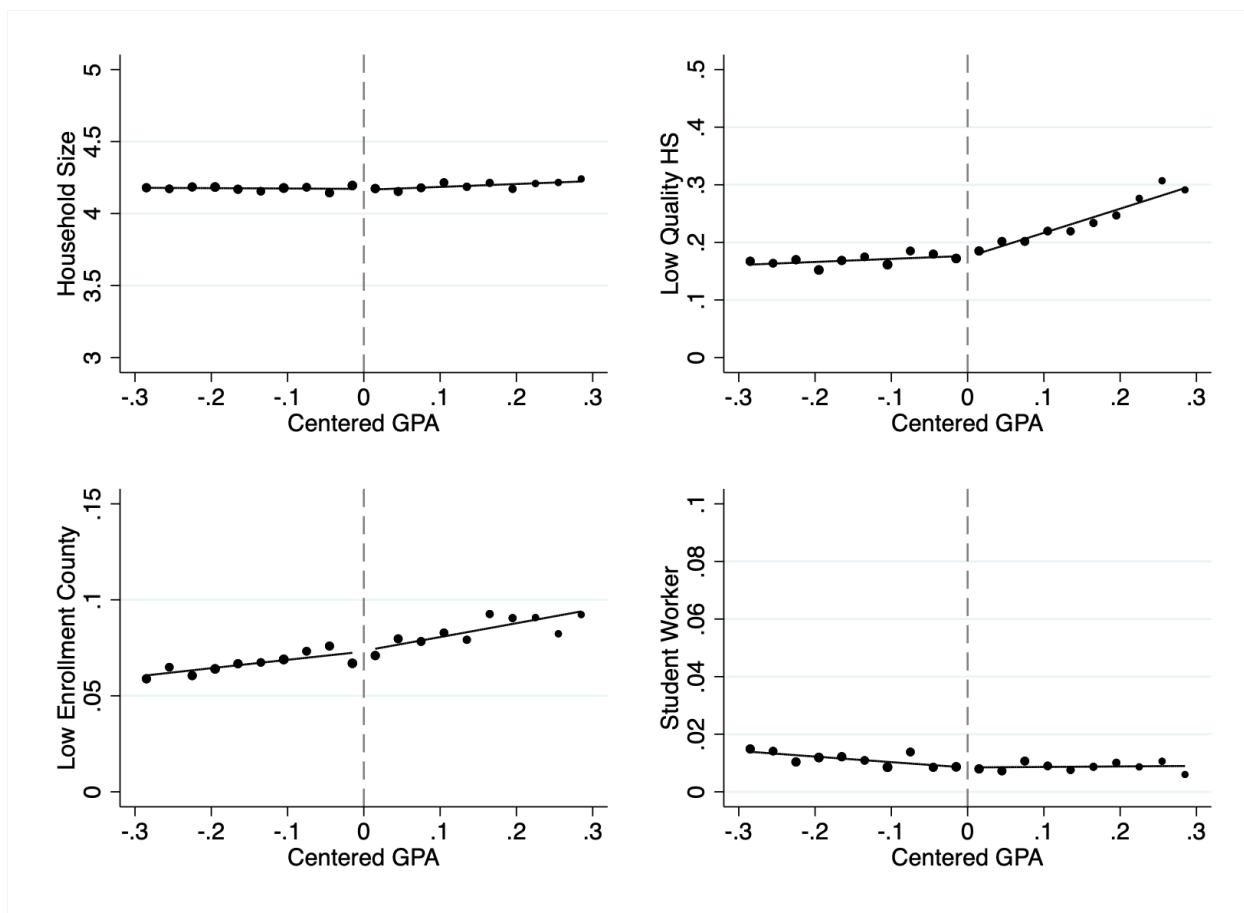 Household Size
5
4.5
4
3.5
3
-.3 -.2 -.1 0 .1 .2 .3
Centered GPA
Low Quality HS
.5
.4
.3
.2
.1
0
-.3 -.2 -.1 0 .1 .2 .3
Centered GPA
Low Enrollment County
.15
.1
.05
0
-.3 -.2 -.1 0 .1 .2 .3
Centered GPA
Student Worker
.1
.08
.06
.04
.02
0
-.3 -.2 -.1 0 .1 .2 .3
Centered GPA